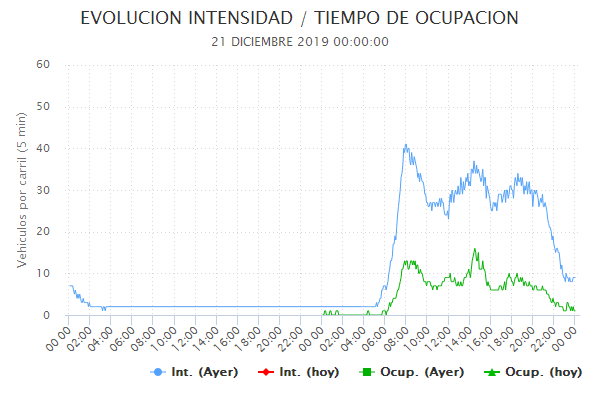 EVOLUCION INTENSIDAD / TIEMPO DE OCUPACION
21 DICIEMBRE 2019 00:00:00
Vehiculos por carril (5 min)
60
50
40
30
20
10
0
00:00 02:00 04:00 06:00 08:00 10:00 12:00 14:00 16:00 18:00 20:00 22:00 00:00 02:00 04:00 06:00 08:00 10:00 12:00 14:00 16:00 18:00 20:00 22:00 00:00
Int. (Ayer) Int. (hoy) Ocup. (Ayer) Ocup. (hoy)